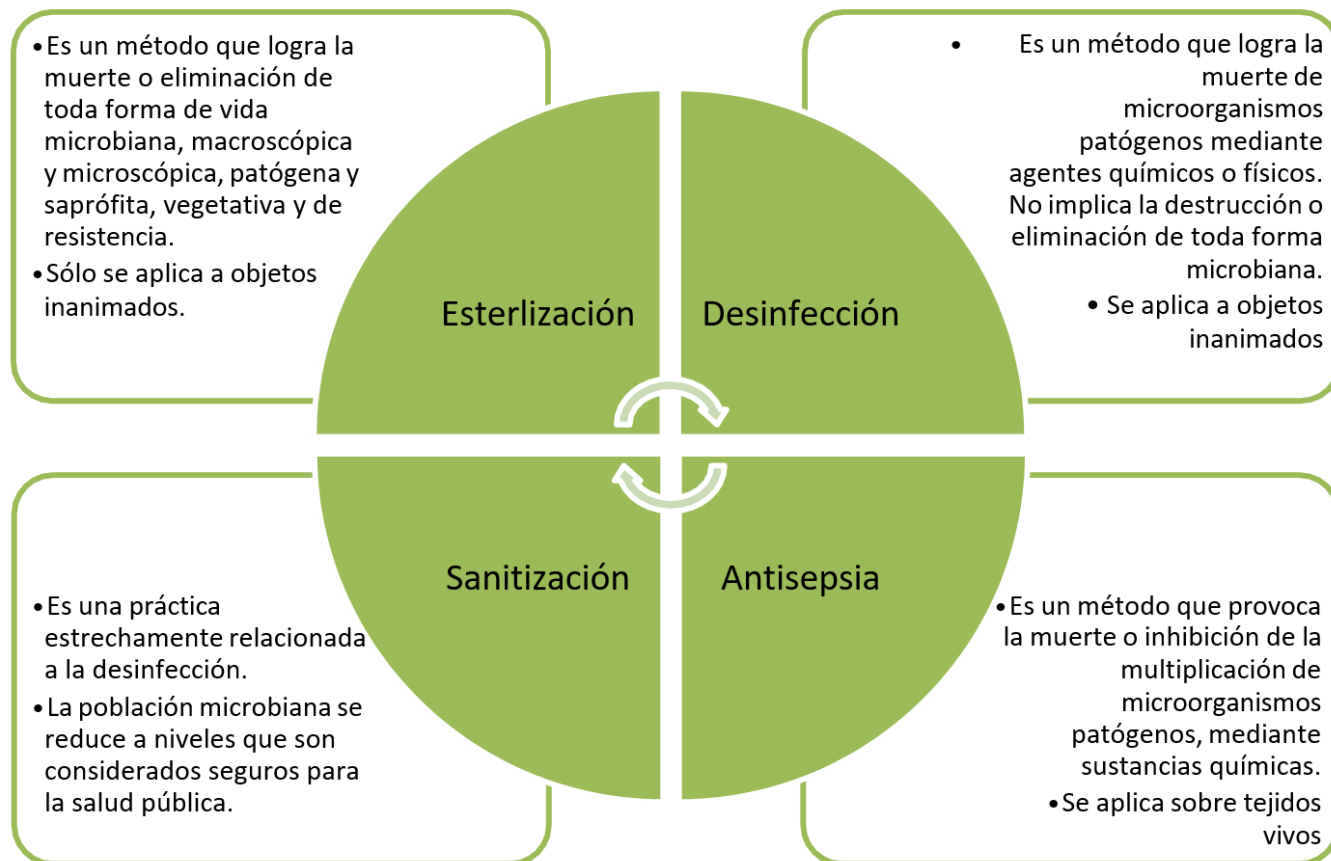 •Es un método que logra la
muerte o eliminación de
toda forma de vida
microbiana, macroscópica
y microscópica, patógena y
saprófita, vegetativa y de
resistencia.
•Sólo se aplica a objetos
inanimados.
• Es un método que logra la
muerte de
microorganismos
patógenos mediante
agentes químicos o físicos.
No implica la destrucción o
eliminación de toda forma
microbiana.
• Se aplica a objetos
inanimados
Esterlización
Desinfección
Sanitización
Antisepsia
•Es una práctica
estrechamente relacionada
a la desinfección.
•La población microbiana se
reduce a niveles que son
considerados seguros para
la salud pública.
•Es un método que provoca
la muerte o inhibición de la
multiplicación de
microorganismos
patógenos, mediante
sustancias químicas.
•Se aplica sobre tejidos
vivos